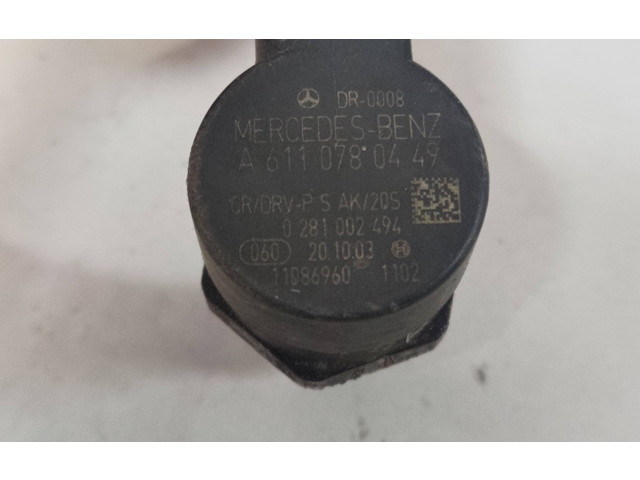 DR-0008
MERCEDES-BENZ
A 611 078 04 49
CR/DRV-P S AK/20S
0 281 002 494
060 20.10.03
11D86960 1102